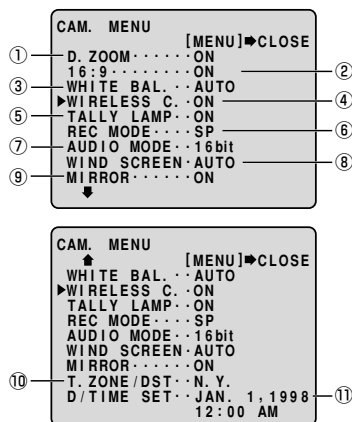 CAM. MENU
[MENU]➡CLOSE
① D. ZOOM······ON
16:9········ON ②
③ WHITE BAL.··AUTO
▶WIRELESS C.·ON ④
⑤ TALLY LAMP··ON
REC MODE····SP ⑥
⑦ AUDIO MODE··16bit
WIND SCREEN·AUTO ⑧
⑨ MIRROR······ON
⬇
CAM. MENU
⬆ [MENU]➡CLOSE
WHITE BAL.··AUTO
▶WIRELESS C.·ON
TALLY LAMP··ON
REC MODE····SP
AUDIO MODE··16bit
WIND SCREEN·AUTO
MIRROR······ON
⑩ T. ZONE/DST··N. Y.
D/TIME SET··JAN. 1,1998 ⑪
12:00 AM